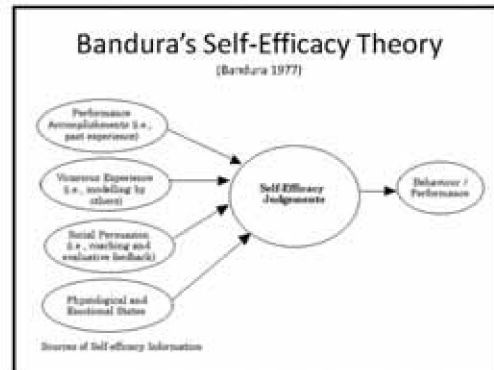 Bandura's Self-Efficacy Theory
(Bandura 1977)
Performance
Accomplishments (i.e.,
past experience)
Vicarious Experience
(i.e., modelling by
others)
Social Persuasion
(i.e., coaching and
evaluative feedback)
Physiological and
Emotional States
Sources of Self-efficacy Information
Self-Efficacy
Judgements
Behaviour /
Performance